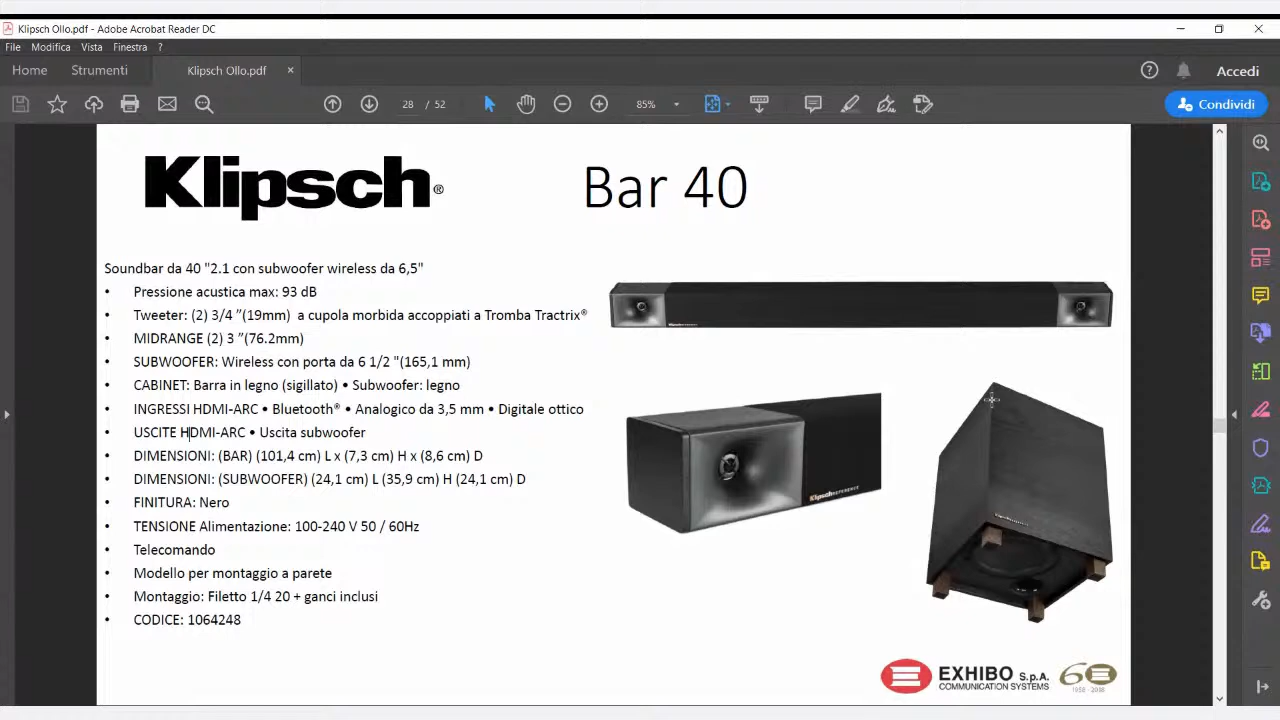 Klipsch Ollo.pdf - Adobe Acrobat Reader DC
File Modifica Vista Finestra ?
Home Strumenti Klipsch Ollo.pdf × Accedi
28 / 52 85% Condividi
Klipsch® Bar 40
Soundbar da 40 "2.1 con subwoofer wireless da 6,5"
• Pressione acustica max: 93 dB
• Tweeter: (2) 3/4 ″(19mm) a cupola morbida accoppiati a Tromba Tractrix®
• MIDRANGE (2) 3 ″(76.2mm)
• SUBWOOFER: Wireless con porta da 6 1/2 "(165,1 mm)
• CABINET: Barra in legno (sigillato) • Subwoofer: legno
• INGRESSI HDMI-ARC • Bluetooth® • Analogico da 3,5 mm • Digitale ottico
• USCITE HDMI-ARC • Uscita subwoofer
• DIMENSIONI: (BAR) (101,4 cm) L x (7,3 cm) H x (8,6 cm) D
• DIMENSIONI: (SUBWOOFER) (24,1 cm) L (35,9 cm) H (24,1 cm) D
• FINITURA: Nero
• TENSIONE Alimentazione: 100-240 V 50 / 60Hz
• Telecomando
• Modello per montaggio a parete
• Montaggio: Filetto 1/4 20 + ganci inclusi
• CODICE: 1064248
Klipsch REFERENCE
EXHIBO S.p.A.
COMMUNICATION SYSTEMS
60